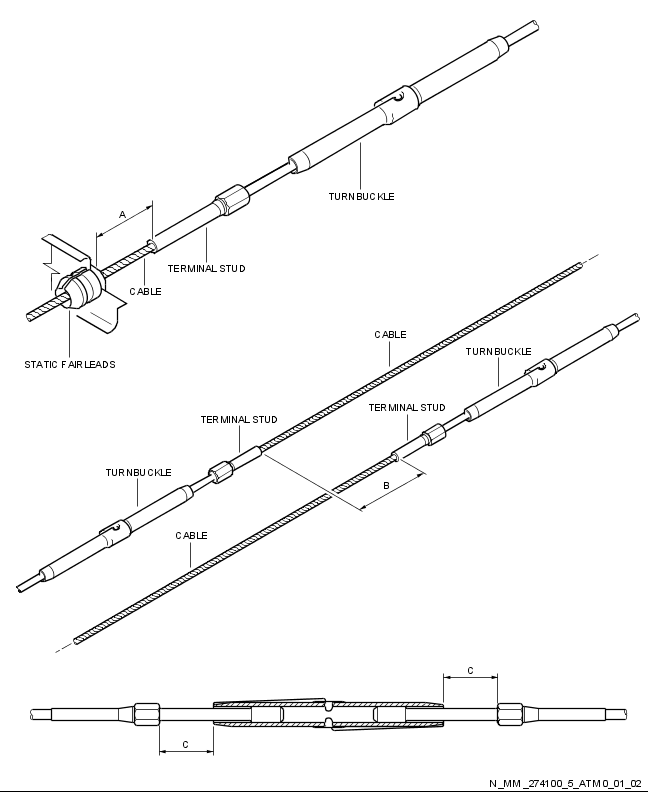 TURNBUCKLE
A
TERMINAL STUD
CABLE
STATIC FAIRLEADS
CABLE
TURNBUCKLE
TERMINAL STUD
TERMINAL STUD
TURNBUCKLE
B
CABLE
C
C
N_MM_274100_5_ATM0_01_02